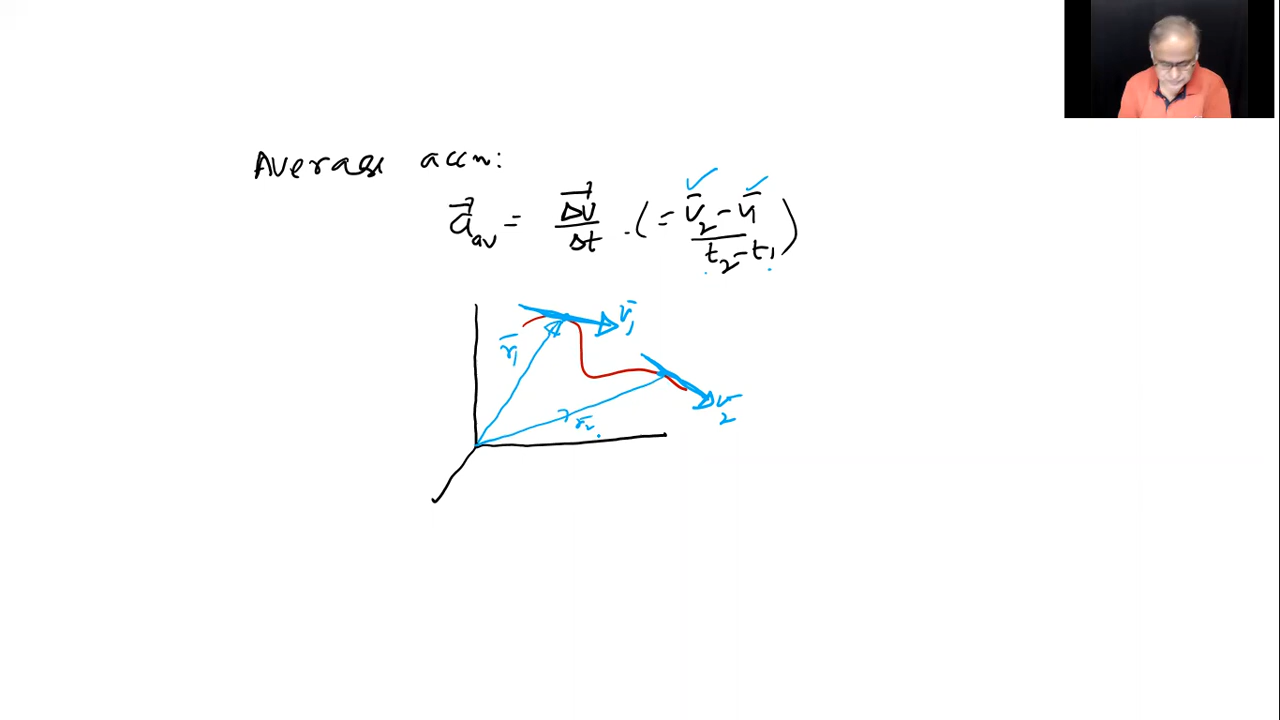 Average accn:
a⃗av = Δv⃗/Δt . (= v̄2 − v̄1 / t2 − t1)
v̄1
r̄1
v̄2
r̄2